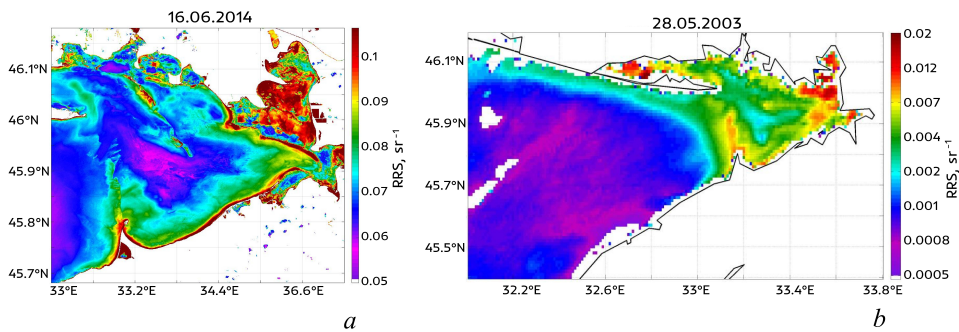 16.06.2014
46.1°N
46°N
45.9°N
45.8°N
45.7°N
33°E
33.2°E
34.4°E
36.6°E
0.1
0.09
0.08
0.07
0.06
0.05
RRS, sr⁻¹
a
28.05.2003
46.1°N
45.9°N
45.7°N
45.5°N
32.2°E
32.6°E
33°E
33.4°E
33.8°E
0.02
0.012
0.007
0.004
0.002
0.001
0.0008
0.0005
RRS, sr⁻¹
b